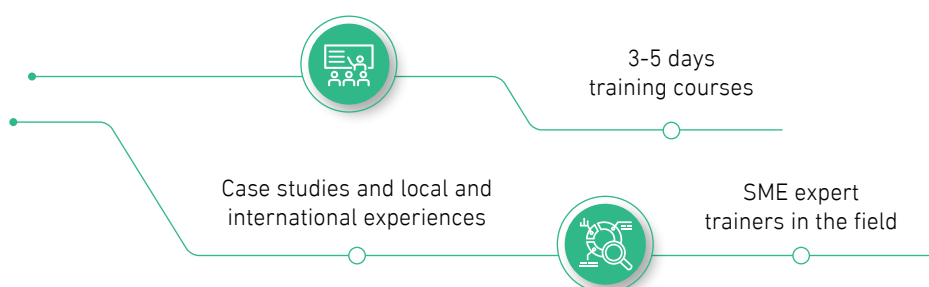 3-5 days
training courses
Case studies and local and
international experiences
SME expert
trainers in the field